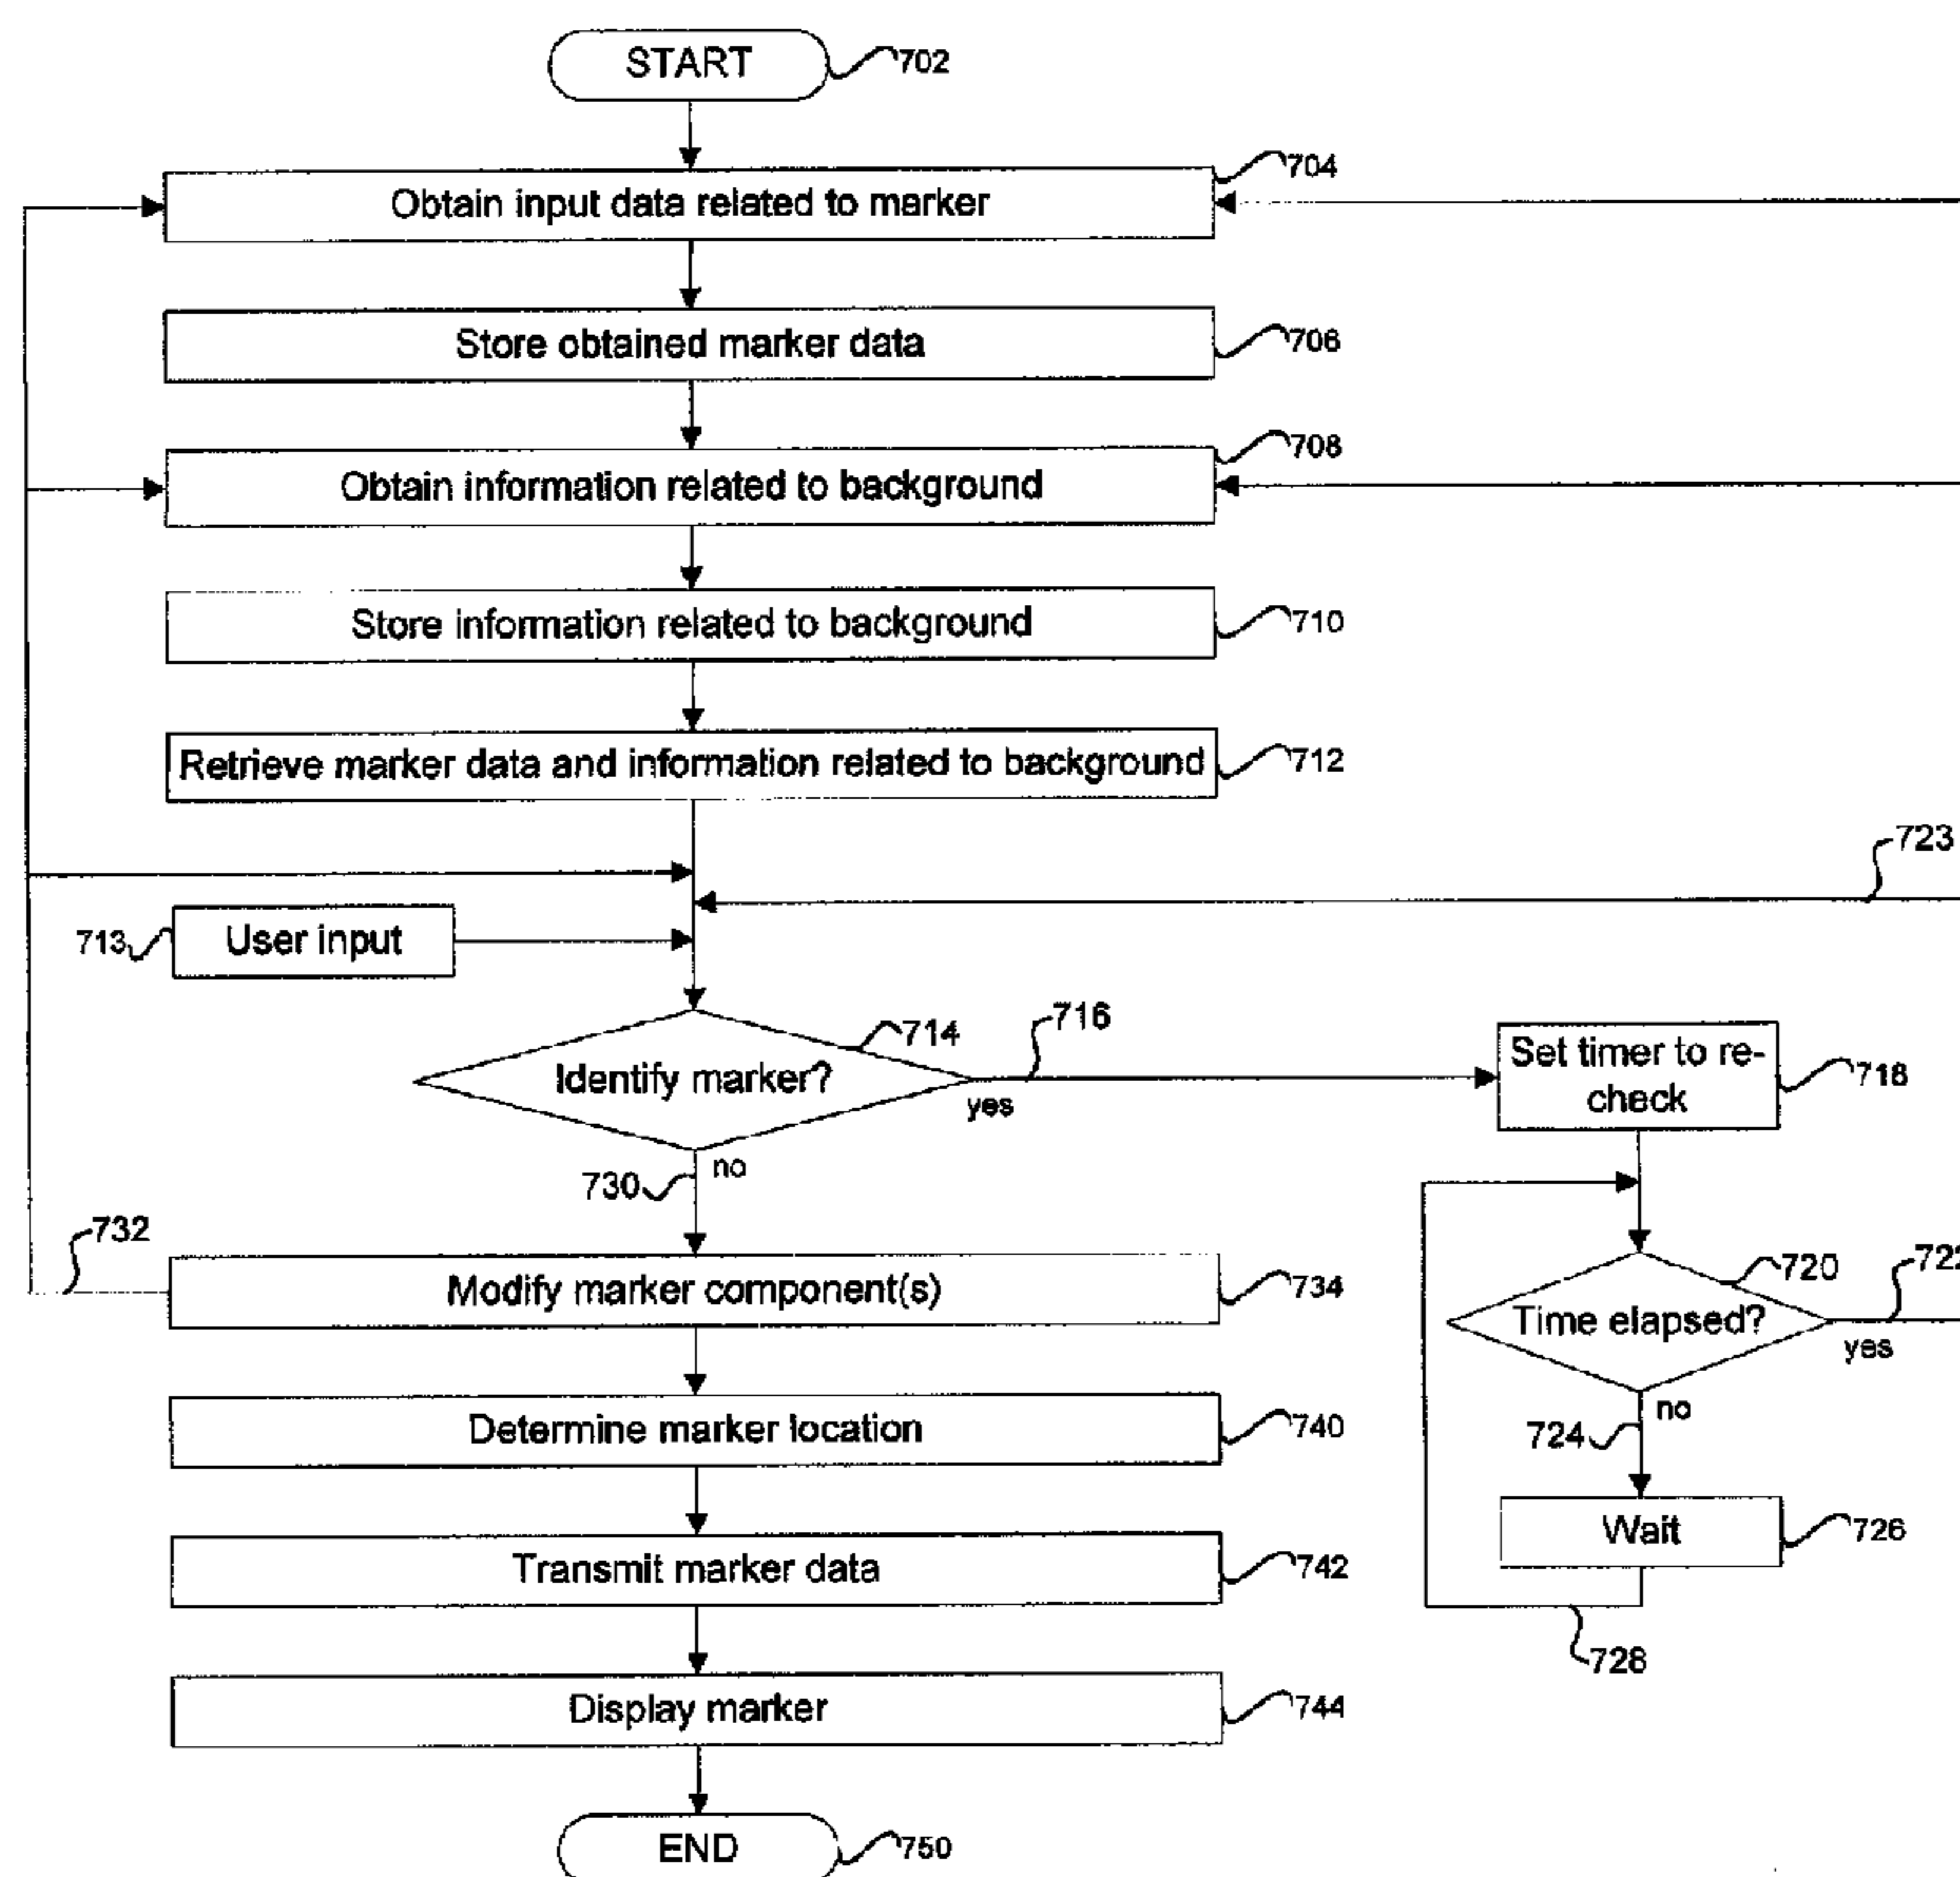 START
702
704
Obtain input data related to marker
Store obtained marker data
706
708
Obtain information related to background
Store information related to background
710
Retrieve marker data and information related to background
712
723
713
User input
714
716
Identify marker?
yes
Set timer to re-
check
718
no
730
732
Modify marker component(s)
734
720
722
Time elapsed?
yes
no
724
Determine marker location
740
Wait
726
Transmit marker data
742
728
Display marker
744
END
750